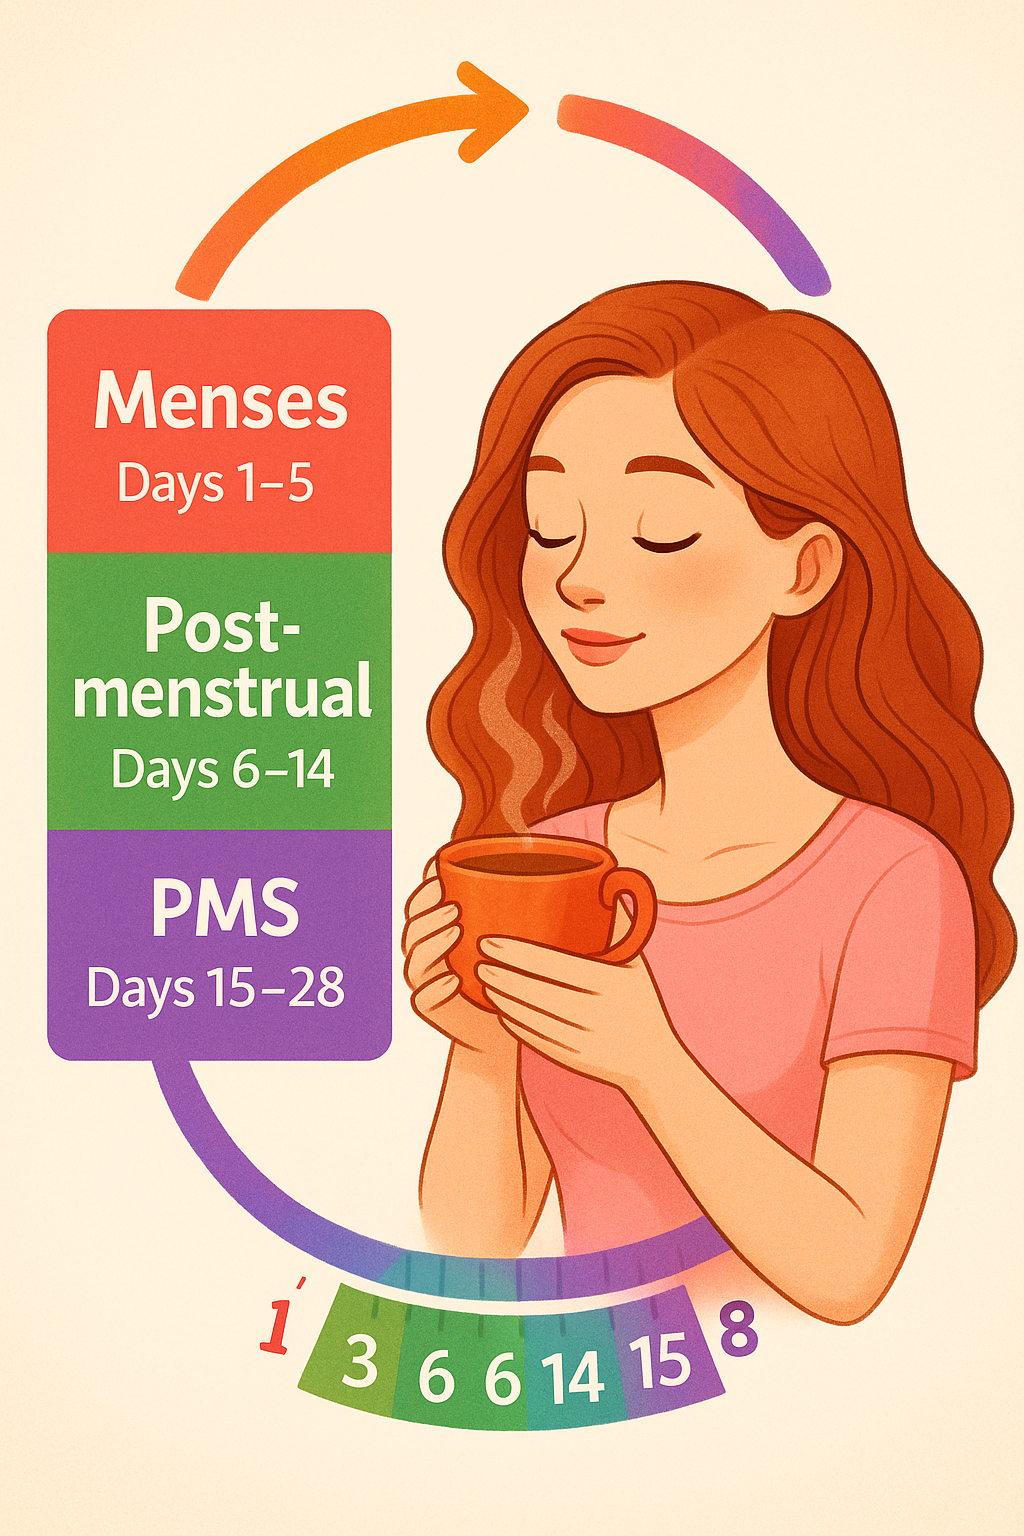 Menses
Days 1–5
Post-
menstrual
Days 6–14
PMS
Days 15–28
1 3 6 6 14 15 8